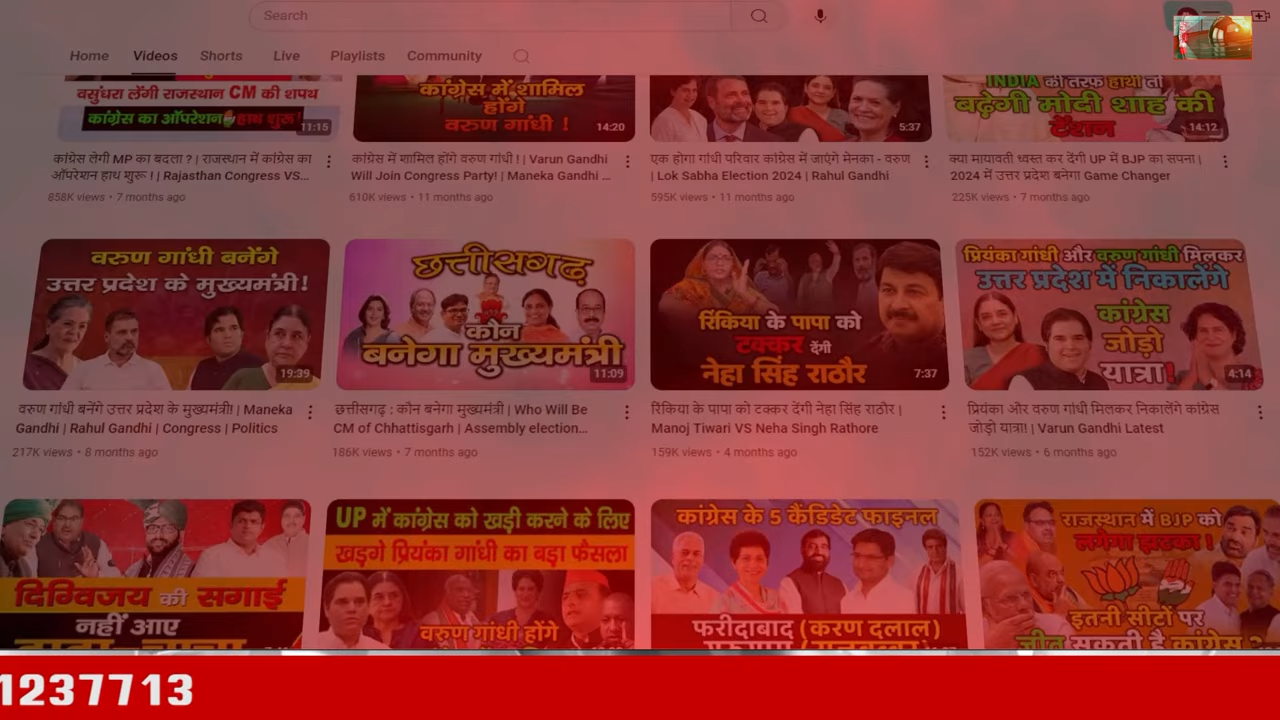 Search
Home Videos Shorts Live Playlists Community
वसुंधरा लेंगी राजस्थान CM की शपथ
कांग्रेस का ऑपरेशन हाथ शुरू!
11:15
कांग्रेस में शामिल
होंगे
वरुण गांधी !
14:20
5:37
INDIA की तरफ हाथी तो
बढ़ेगी मोदी शाह की
टेंशन
14:12
कांग्रेस लेगी MP का बदला ? | राजस्थान में कांग्रेस का
ऑपरेशन हाथ शुरू ! | Rajasthan Congress VS...
858K views • 7 months ago
कांग्रेस में शामिल होंगे वरुण गांधी ! | Varun Gandhi
Will Join Congress Party! | Maneka Gandhi ...
610K views • 11 months ago
एक होगा गांधी परिवार कांग्रेस में जाएंगे मेनका - वरुण
| Lok Sabha Election 2024 | Rahul Gandhi
595K views • 11 months ago
क्या मायावती ध्वस्त कर देंगी UP में BJP का सपना |
2024 में उत्तर प्रदेश बनेगा Game Changer
225K views • 7 months ago
वरुण गांधी बनेंगे
उत्तर प्रदेश के मुख्यमंत्री!
19:39
छत्तीसगढ़
कौन
बनेगा मुख्यमंत्री
11:09
रिंकिया के पापा को
टक्कर देंगी
नेहा सिंह राठौर
7:37
प्रियंका गांधी और वरुण गांधी मिलकर
उत्तर प्रदेश में निकालेंगे
कांग्रेस
जोड़ो
यात्रा!
4:14
वरुण गांधी बनेंगे उत्तर प्रदेश के मुख्यमंत्री! | Maneka
Gandhi | Rahul Gandhi | Congress | Politics
217K views • 8 months ago
छत्तीसगढ़ : कौन बनेगा मुख्यमंत्री | Who Will Be
CM of Chhattisgarh | Assembly election...
186K views • 7 months ago
रिंकिया के पापा को टक्कर देंगी नेहा सिंह राठौर |
Manoj Tiwari VS Neha Singh Rathore
159K views • 4 months ago
प्रियंका और वरुण गांधी मिलकर निकालेंगे कांग्रेस
जोड़ो यात्रा! | Varun Gandhi Latest
152K views • 6 months ago
दिग्विजय की सगाई
नहीं आए
UP में कांग्रेस को खड़ी करने के लिए
खड़गे प्रियंका गांधी का बड़ा फैसला
वरुण गांधी होंगे
कांग्रेस के 5 कैंडिडेट फाइनल
फरीदाबाद (करण दलाल)
राजस्थान में BJP को
लगेगा झटका !
इतनी सीटों पर
जीत सकती है कांग्रेस ?
1237713